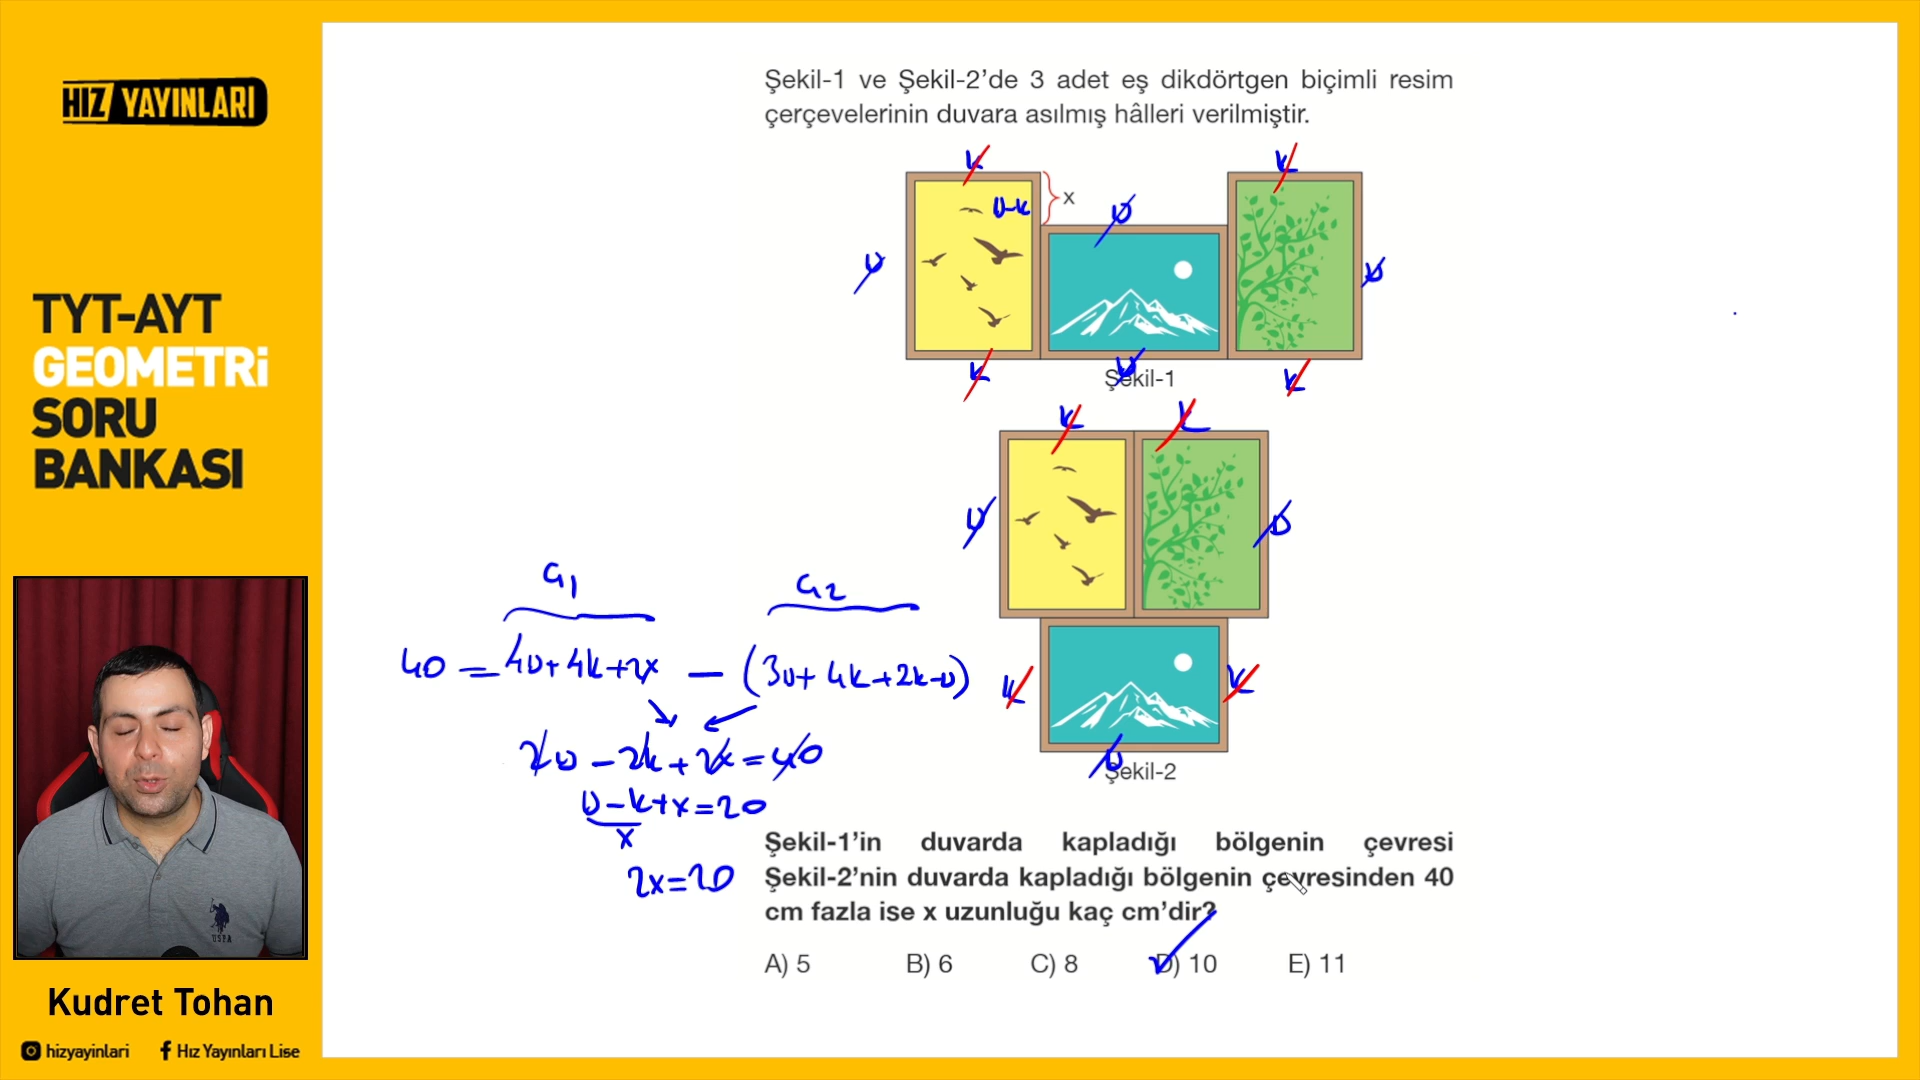 HIZ YAYINLARI
TYT-AYT
GEOMETRİ
SORU
BANKASI
Kudret Tohan
hizyayinlari
Hız Yayınları Lise
Şekil-1 ve Şekil-2'de 3 adet eş dikdörtgen biçimli resim
çerçevelerinin duvara asılmış hâlleri verilmiştir.
k
k
x
U-k
U
U
U
k
U
k
Şekil-1
k
k
U
U
k
k
U
Şekil-2
Ç1
Ç2
40 = 4U+4k+2x - (3U+4k+2k-U)
2U-2k+2x=40
U-k+x=20
x
2x=20
USPA
Şekil-1'in duvarda kapladığı bölgenin çevresi
Şekil-2'nin duvarda kapladığı bölgenin çevresinden 40
cm fazla ise x uzunluğu kaç cm'dir?
A) 5 B) 6 C) 8 D) 10 E) 11